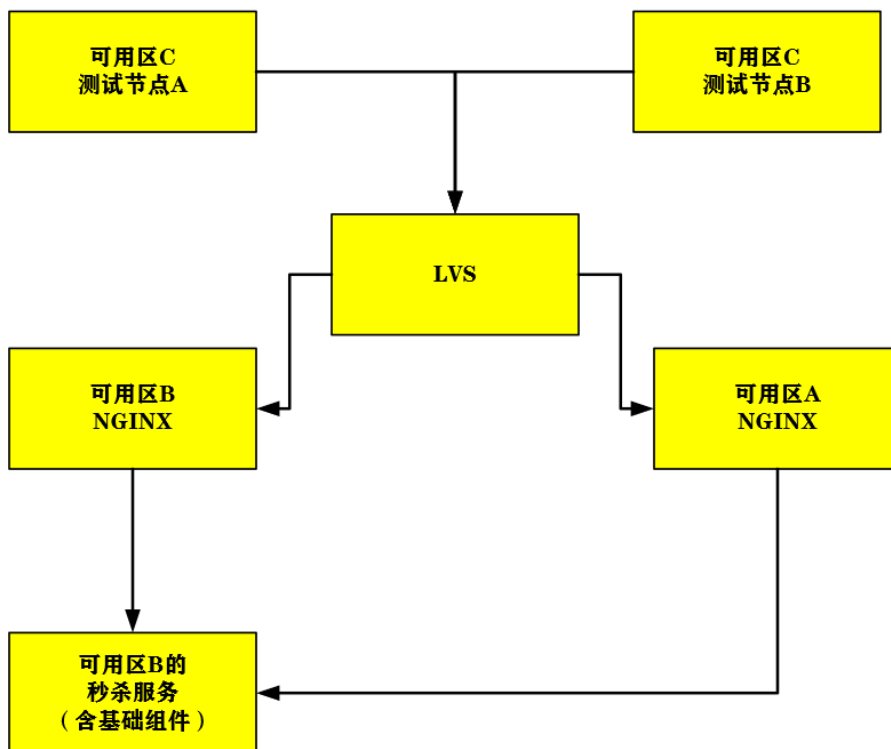 可用区C
测试节点A
可用区C
测试节点B
LVS
可用区B
NGINX
可用区A
NGINX
可用区B的
秒杀服务
（含基础组件）